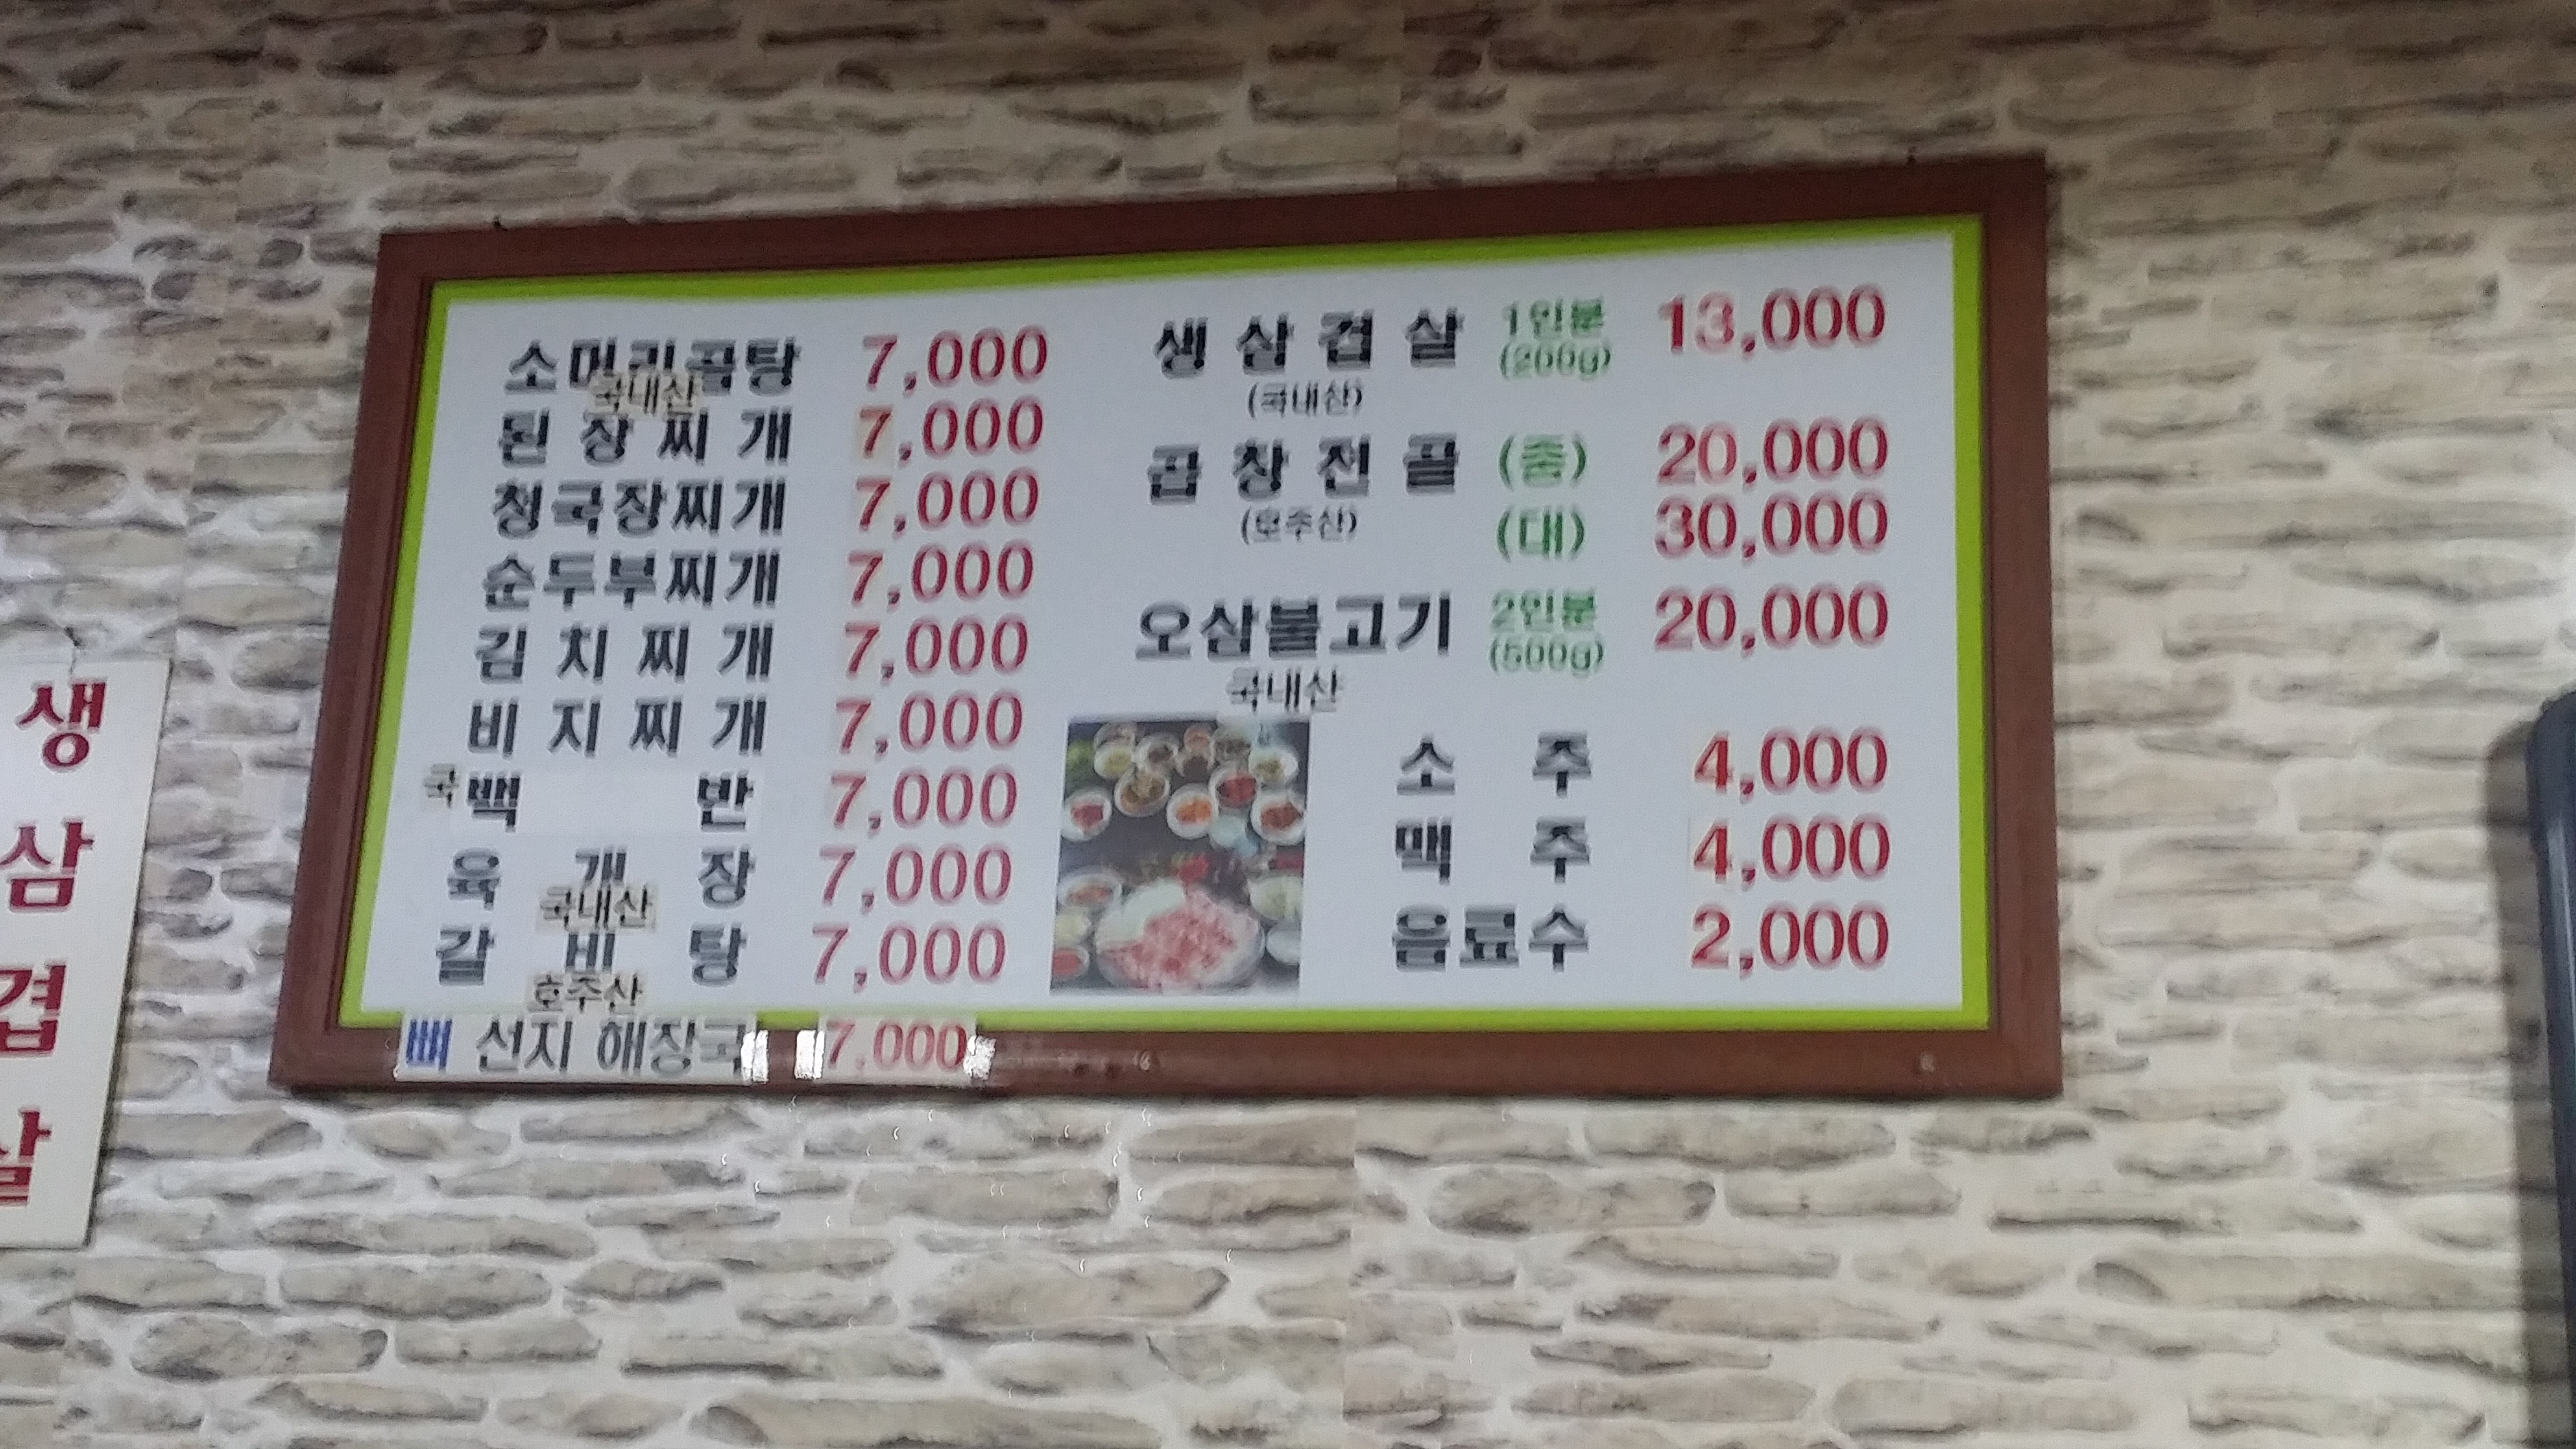 소머리곰탕 7,000
국내산
된장찌개 7,000
청국장찌개 7,000
순두부찌개 7,000
김치찌개 7,000
비지찌개 7,000
국 백반 7,000
육개장 7,000
국내산
갈비탕 7,000
호주산
뼈 선지 해장국 7,000
생삼겹살 1인분 (200g) 13,000
(국내산)
곱창전골 (중) 20,000
(호주산) (대) 30,000
오삼불고기 2인분 (500g) 20,000
국내산
소주 4,000
맥주 4,000
음료수 2,000
생
삼
겹
살